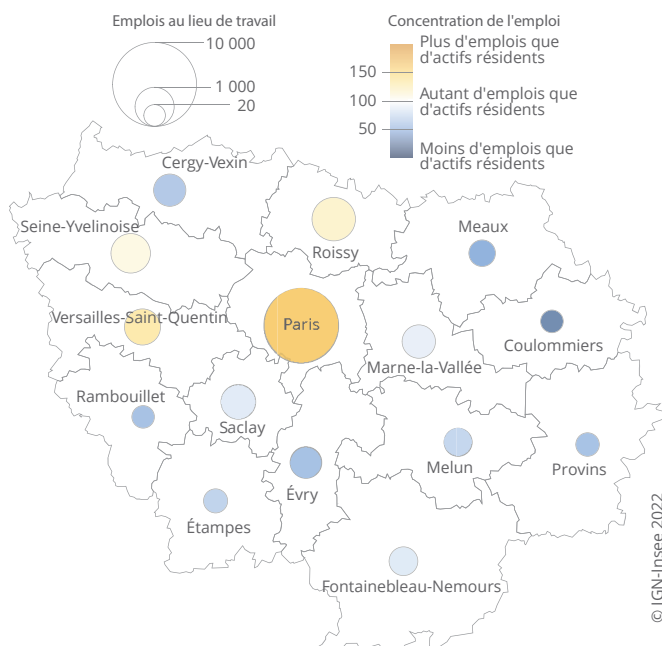 Emplois au lieu de travail
10 000
1 000
20
Concentration de l'emploi
Plus d'emplois que
d'actifs résidents
150
Autant d'emplois que
d'actifs résidents
100
50
Moins d'emplois que
d'actifs résidents
Cergy-Vexin
Seine-Yvelinoise
Roissy
Meaux
Versailles-Saint-Quentin
Paris
Marne-la-Vallée
Coulommiers
Rambouillet
Saclay
Évry
Melun
Provins
Étampes
Fontainebleau-Nemours
© IGN-Insee 2022